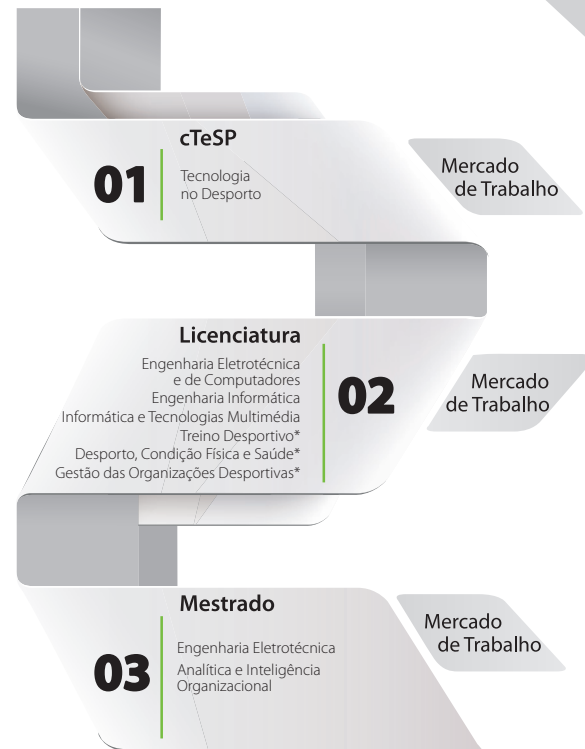 cTeSP
01
Tecnologia
no Desporto
Mercado
de Trabalho
Licenciatura
Engenharia Eletrotécnica
e de Computadores
Engenharia Informática
Informática e Tecnologias Multimédia
Treino Desportivo*
Desporto, Condição Física e Saúde*
Gestão das Organizações Desportivas*
02
Mercado
de Trabalho
Mestrado
03
Engenharia Eletrotécnica
Analítica e Inteligência
Organizacional
Mercado
de Trabalho